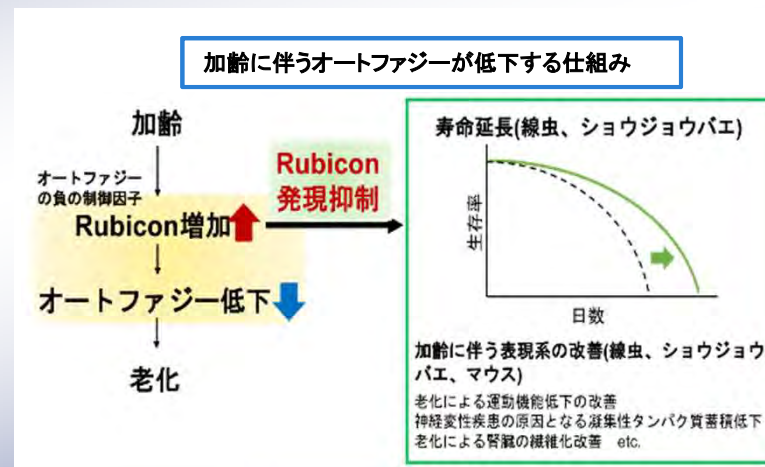 加齢に伴うオートファジーが低下する仕組み
加齢
オートファジー
の負の制御因子
Rubicon増加
オートファジー低下
老化
Rubicon
発現抑制
寿命延長(線虫、ショウジョウバエ)
生存率
日数
加齢に伴う表現系の改善(線虫、ショウジョウ
バエ、マウス)
老化による運動機能低下の改善
神経変性疾患の原因となる凝集性タンパク質蓄積低下
老化による腎臓の繊維化改善 etc.